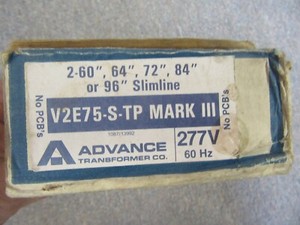 2-60", 64", 72", 84"
or 96" Slimline
No PCB's
V2E75-S-TP MARK III
No PCB's
ADVANCE
TRANSFORMER CO.
277V
60 Hz